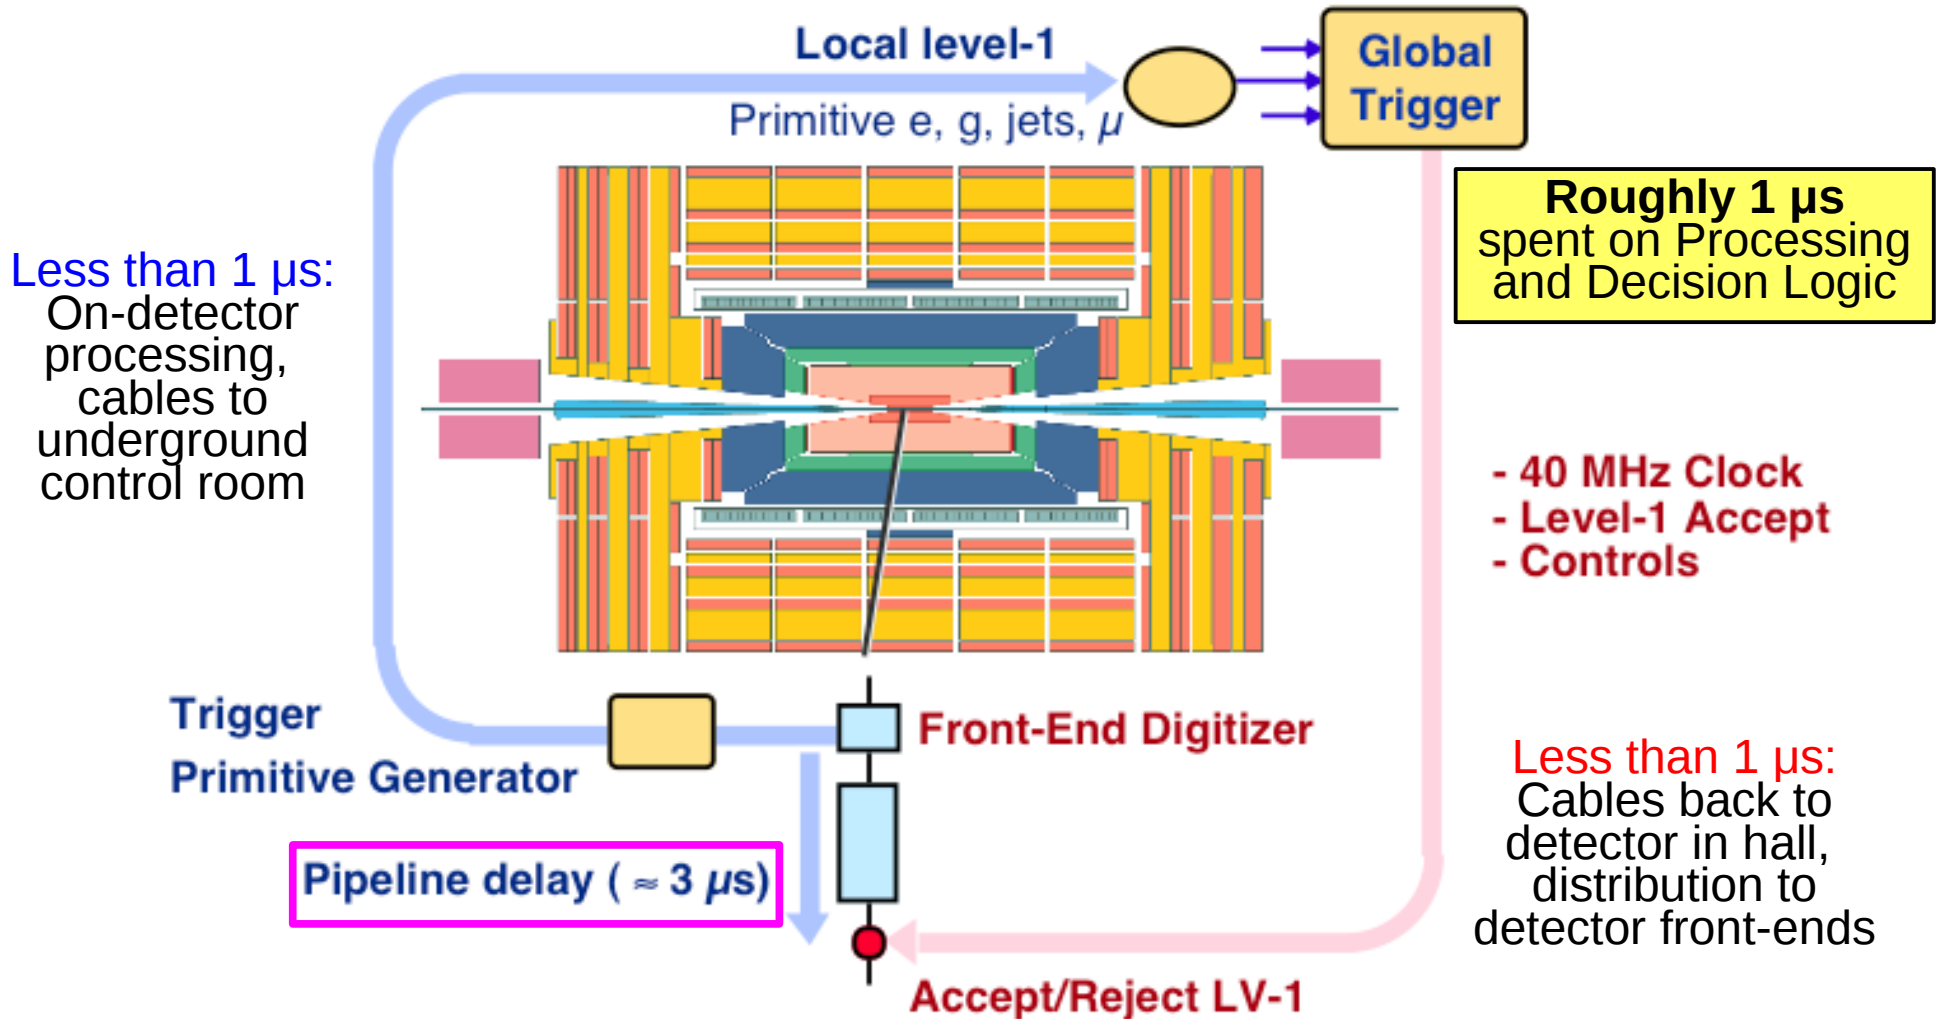 Local level-1
Primitive e, g, jets, μ
Global
Trigger
Roughly 1 μs
spent on Processing
and Decision Logic
Less than 1 μs:
On-detector
processing,
cables to
underground
control room
- 40 MHz Clock
- Level-1 Accept
- Controls
Trigger
Primitive Generator
Front-End Digitizer
Pipeline delay ( ≈ 3 μs)
Less than 1 μs:
Cables back to
detector in hall,
distribution to
detector front-ends
Accept/Reject LV-1